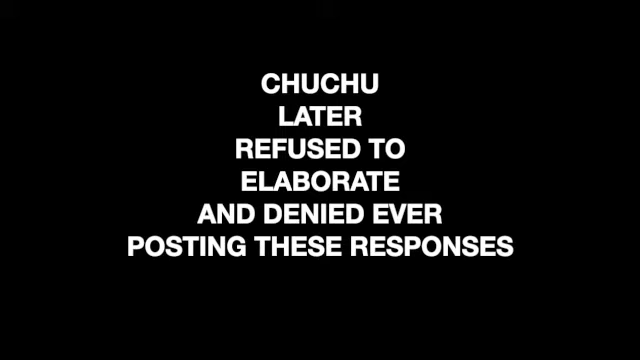 CHUCHU
LATER
REFUSED TO
ELABORATE
AND DENIED EVER
POSTING THESE RESPONSES